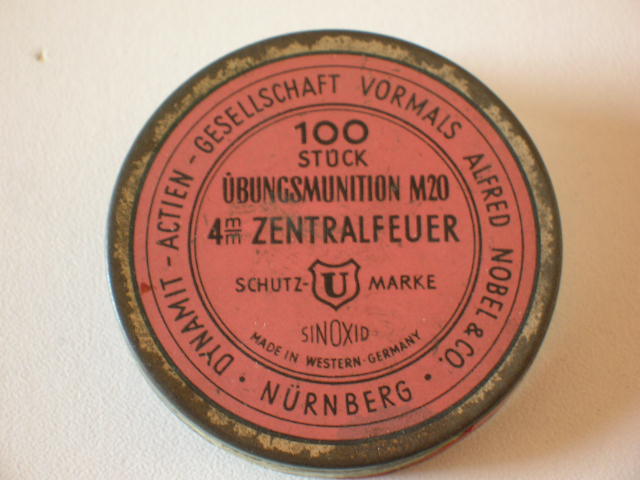 DYNAMIT-ACTIEN-GESELLSCHAFT VORMALS ALFRED NOBEL & CO.
• NÜRNBERG •
100
STÜCK
ÜBUNGSMUNITION M20
4 m/m ZENTRALFEUER
SCHUTZ- U MARKE
SINOXID
MADE IN WESTERN-GERMANY